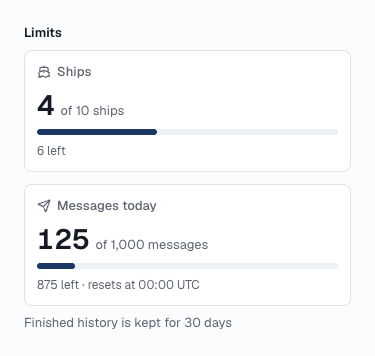 Limits
Ships
4 of 10 ships
6 left
Messages today
125 of 1,000 messages
875 left · resets at 00:00 UTC
Finished history is kept for 30 days